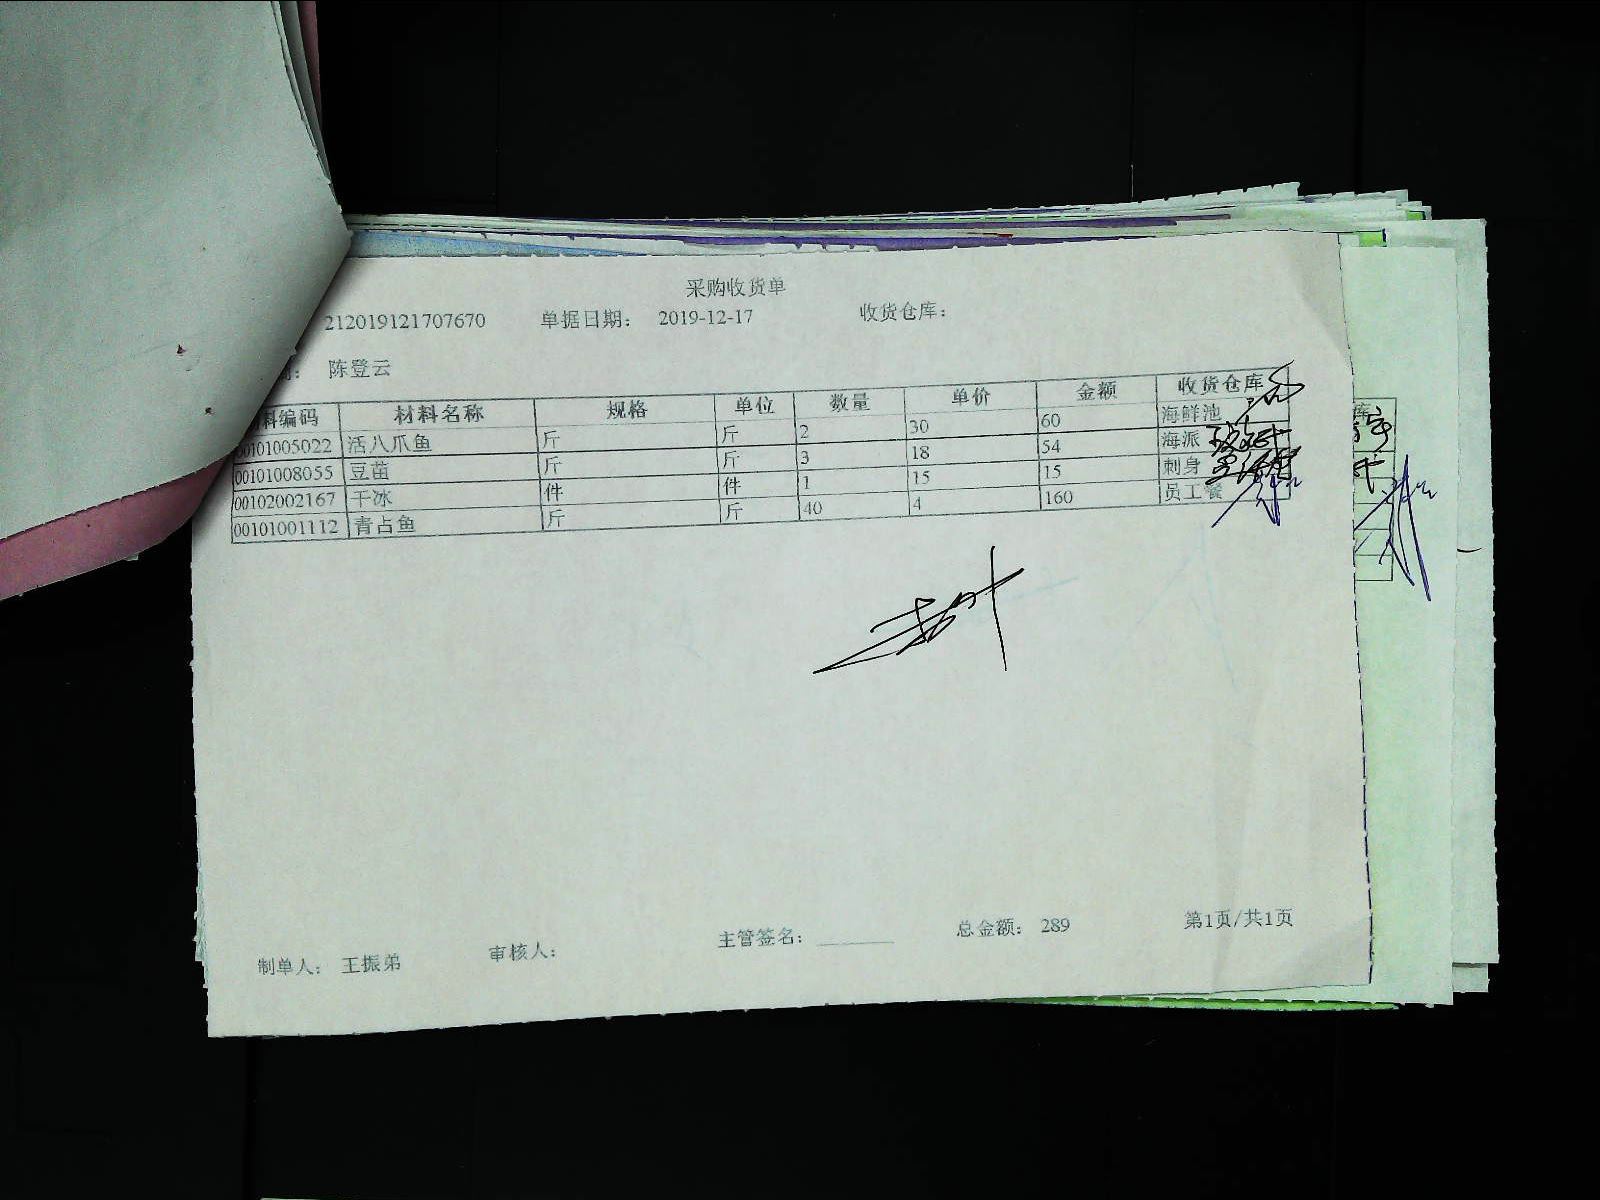 采购收货单
212019121707670 单据日期: 2019-12-17 收货仓库:
: 陈登云
料编码 材料名称 规格 单位 数量 单价 金额 收货仓库
00101005022 活八爪鱼 斤 斤 2 30 60 海鲜池
00101008055 豆苗 斤 斤 3 18 54 海派
00102002167 干冰 件 件 1 15 15 刺身
00101001112 青占鱼 斤 斤 40 4 160 员工餐
制单人: 王振弟 审核人: 主管签名: 总金额: 289 第1页/共1页